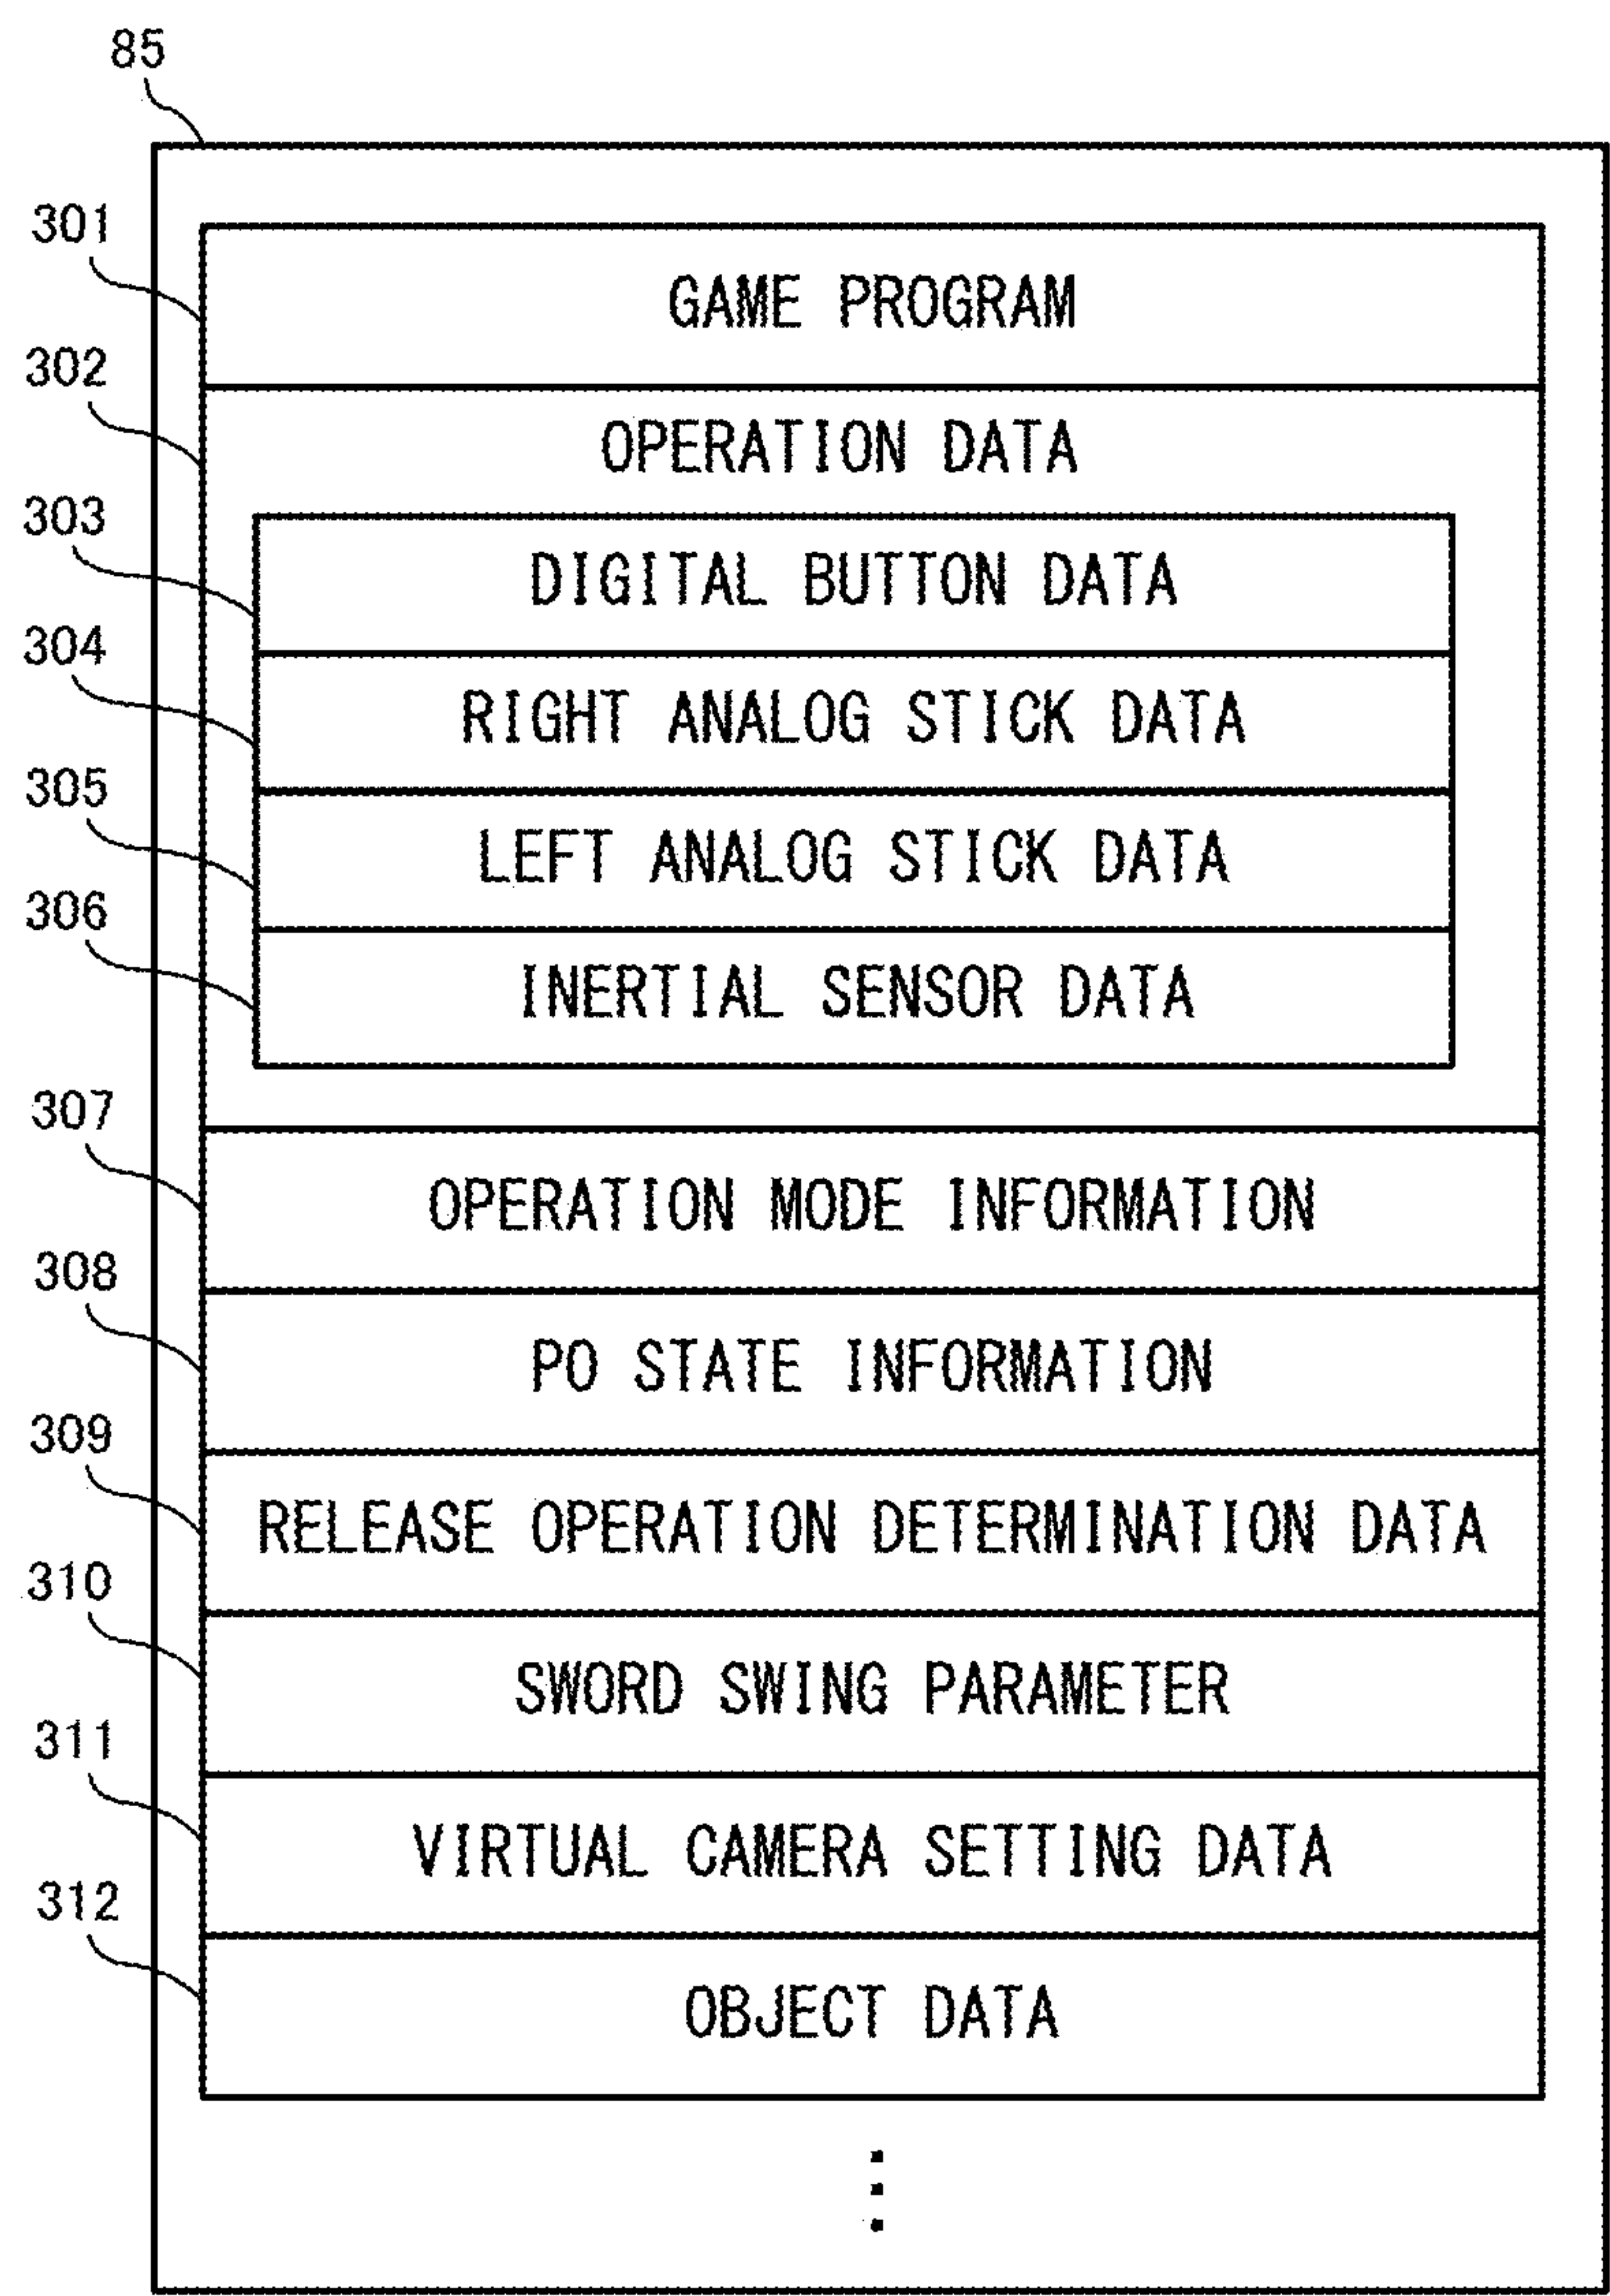 85
301
GAME PROGRAM
302
OPERATION DATA
303
DIGITAL BUTTON DATA
304
RIGHT ANALOG STICK DATA
305
LEFT ANALOG STICK DATA
306
INERTIAL SENSOR DATA
307
OPERATION MODE INFORMATION
308
PO STATE INFORMATION
309
RELEASE OPERATION DETERMINATION DATA
310
SWORD SWING PARAMETER
311
VIRTUAL CAMERA SETTING DATA
312
OBJECT DATA